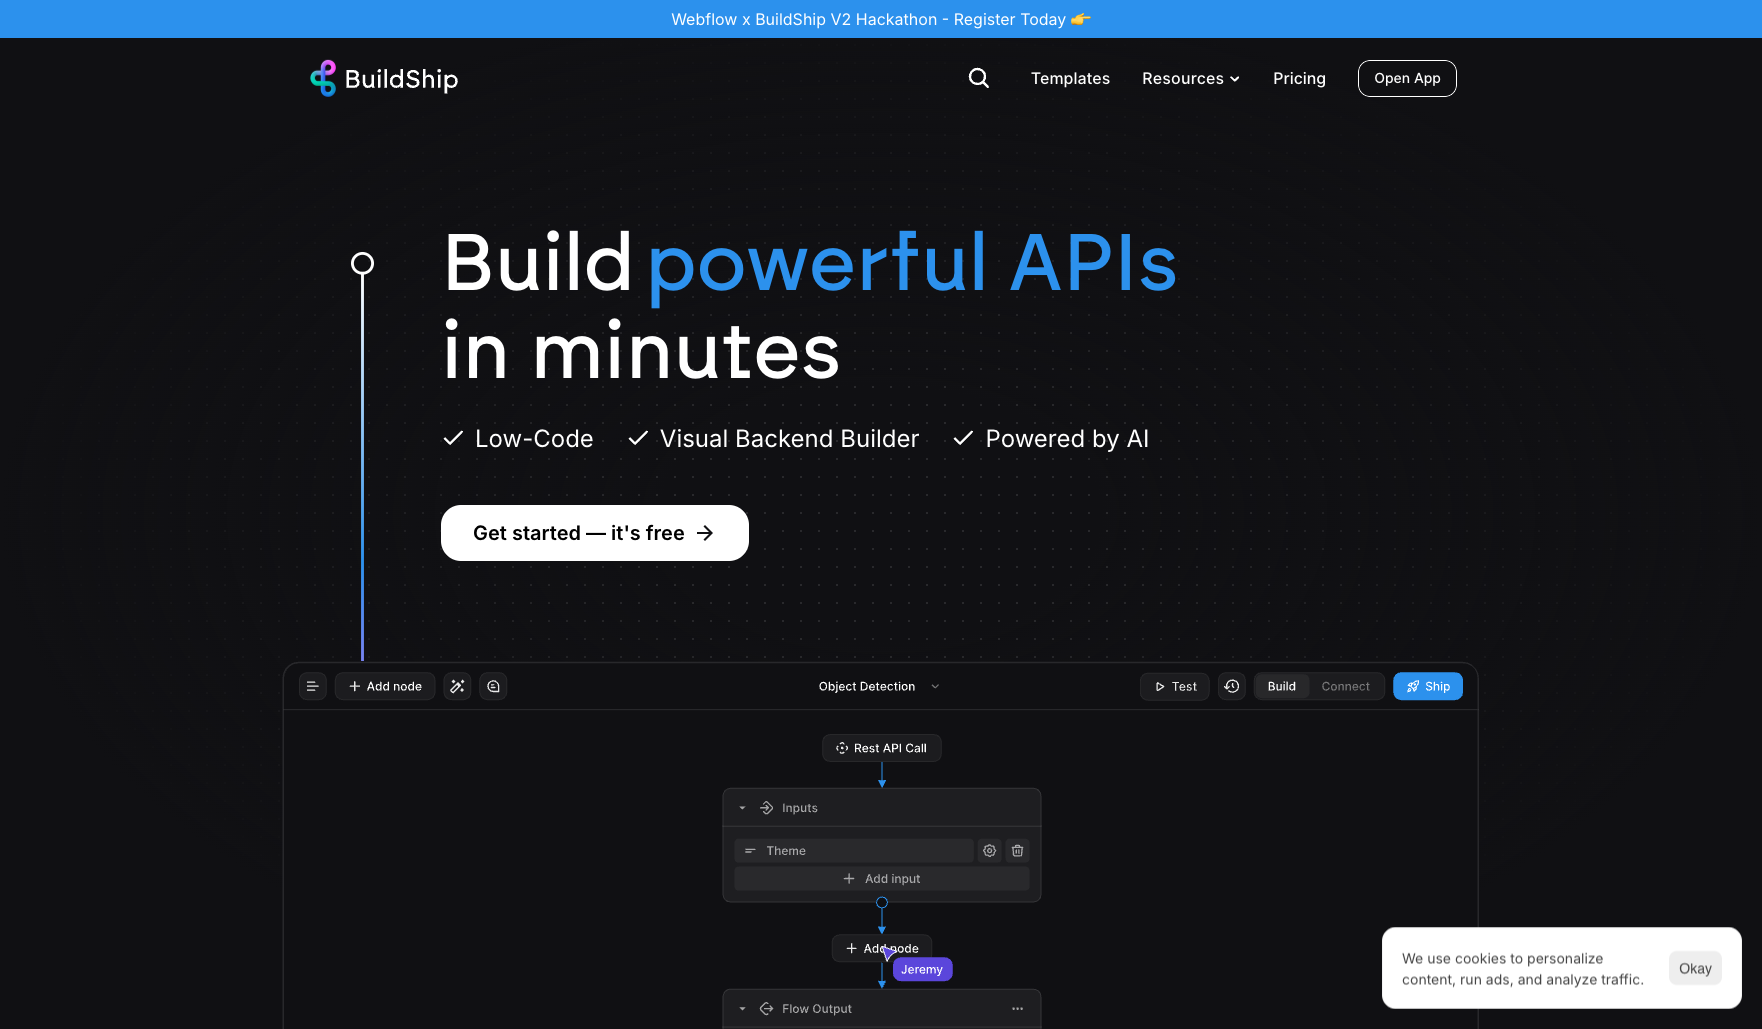 Webflow x BuildShip V2 Hackathon - Register Today 👉
BuildShip
Templates
Resources
Pricing
Open App
Build powerful APIs
in minutes
Low-Code
Visual Backend Builder
Powered by AI
Get started — it's free →
Add node
Object Detection
Test
Build
Connect
Ship
Rest API Call
Inputs
Theme
Add input
Add node
Jeremy
Flow Output
We use cookies to personalize
content, run ads, and analyze traffic.
Okay